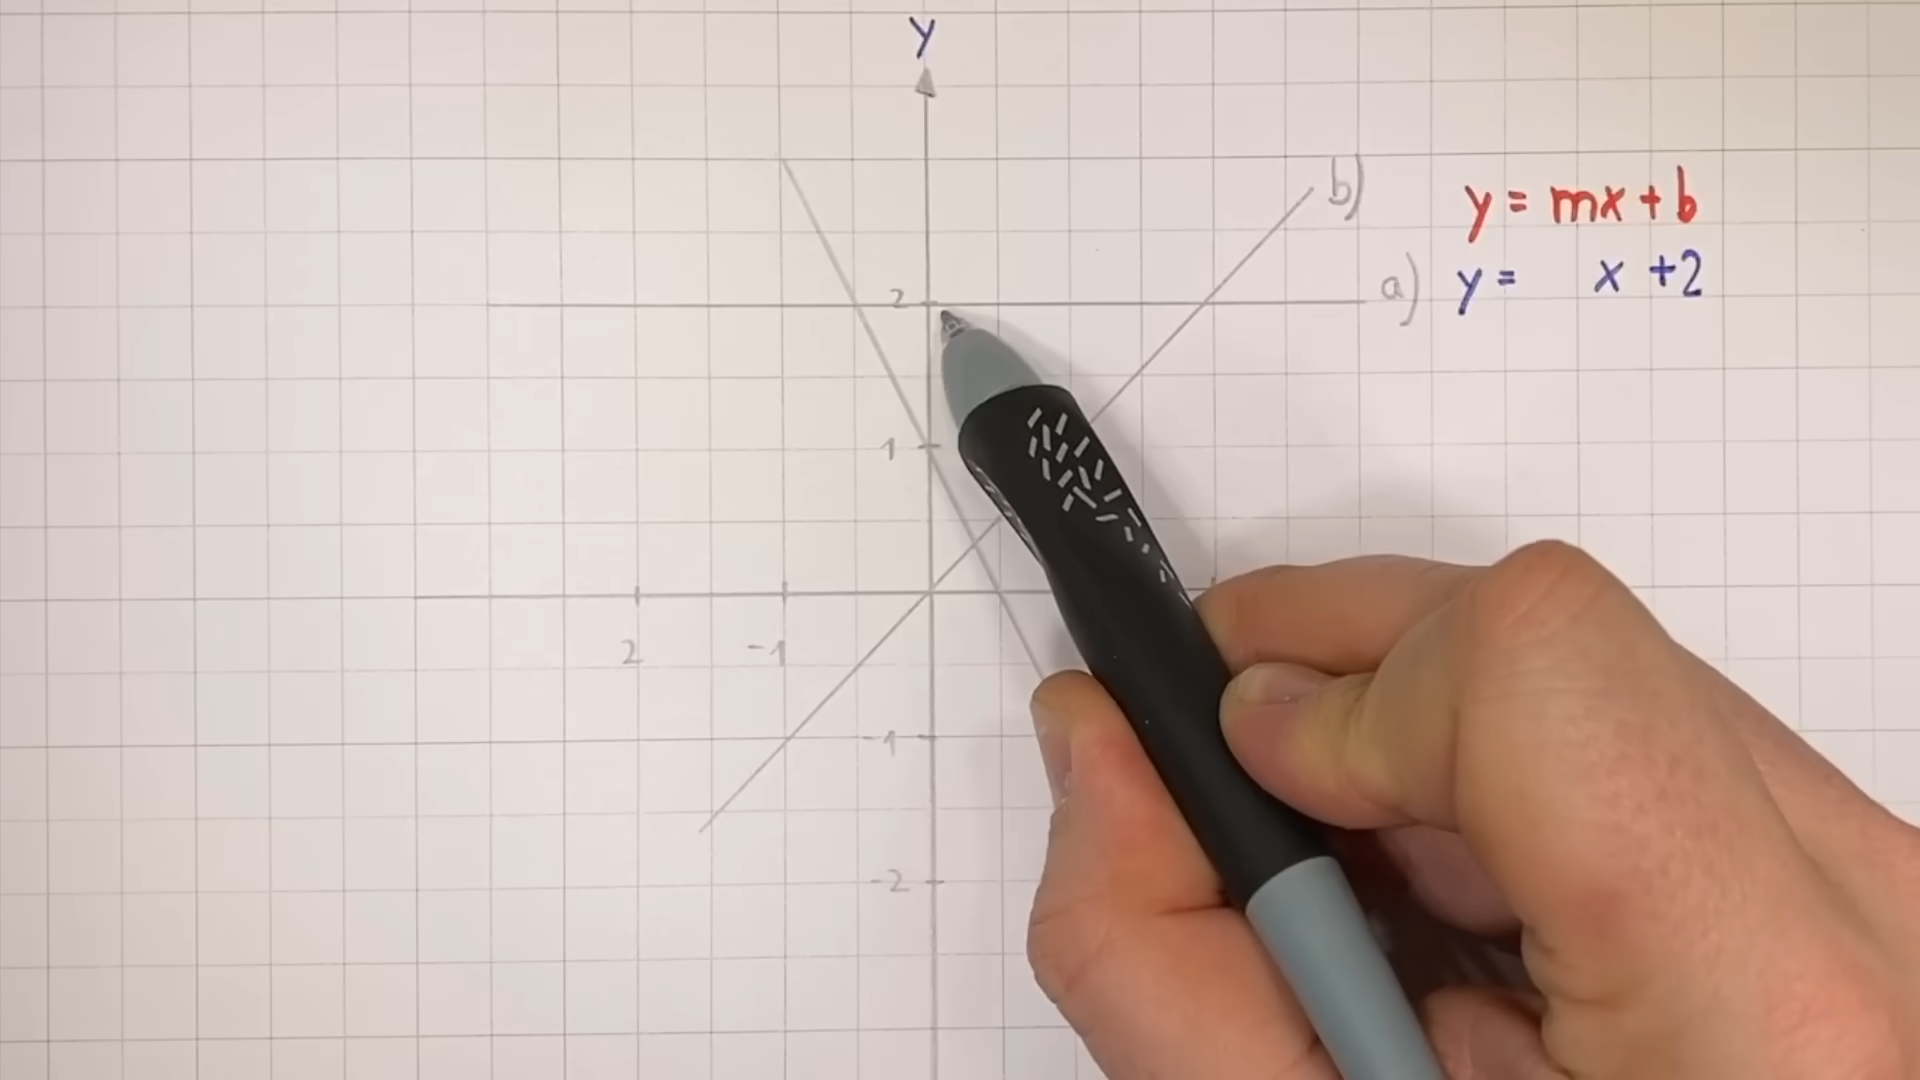 y
b)
y = mx + b
2
a)
y = x +2
1
2
-1
-1
-2